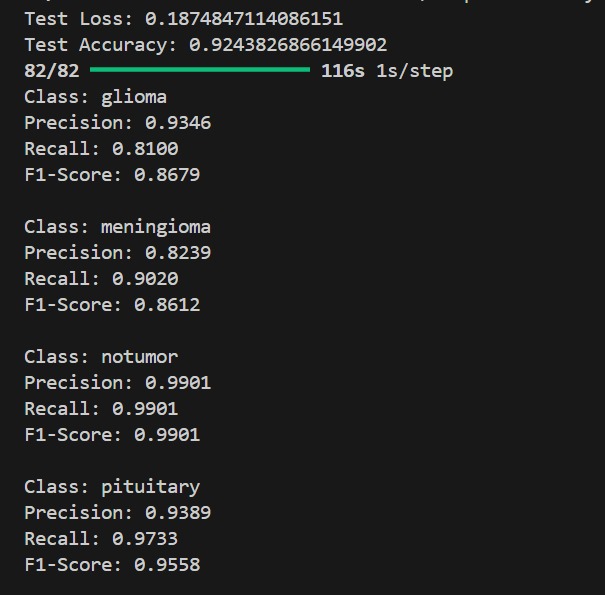 Test Loss: 0.1874847114086151
Test Accuracy: 0.9243826866149902
82/82 116s 1s/step
Class: glioma
Precision: 0.9346
Recall: 0.8100
F1-Score: 0.8679
Class: meningioma
Precision: 0.8239
Recall: 0.9020
F1-Score: 0.8612
Class: notumor
Precision: 0.9901
Recall: 0.9901
F1-Score: 0.9901
Class: pituitary
Precision: 0.9389
Recall: 0.9733
F1-Score: 0.9558